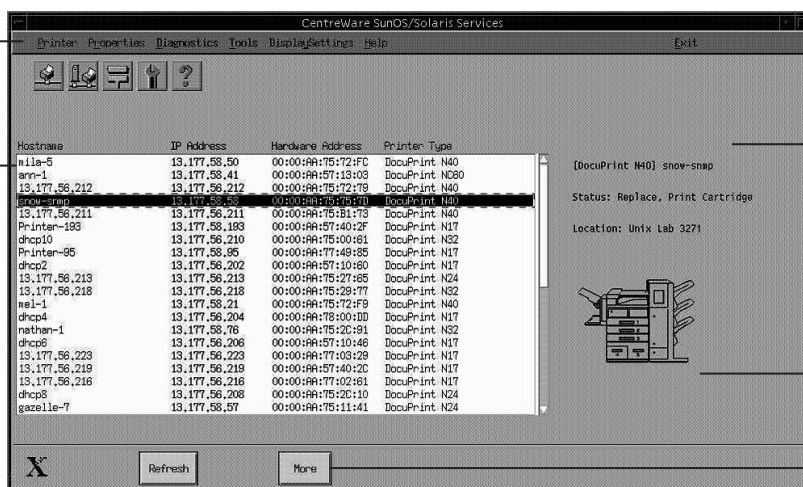 CentreWare SunOS/Solaris Services
Printer Properties Diagnostics Tools DisplaySettings Help Exit
?
Hostname IP Address Hardware Address Printer Type
mila-5 13.177.58.50 00:00:AA:75:72:FC DocuPrint N40
ann-1 13.177.58.41 00:00:AA:57:13:03 DocuPrint NC60
13.177.56.212 13.177.56.212 00:00:AA:75:72:79 DocuPrint N40
snow-snmp 13.177.58.58 00:00:AA:75:75:7D DocuPrint N40
13.177.56.211 13.177.56.211 00:00:AA:75:B1:73 DocuPrint N40
Printer-193 13.177.58.193 00:00:AA:57:40:2F DocuPrint N17
dhcp10 13.177.56.210 00:00:AA:75:00:61 DocuPrint N32
Printer-95 13.177.58.95 00:00:AA:77:49:85 DocuPrint N17
dhcp2 13.177.56.202 00:00:AA:57:10:60 DocuPrint N17
13.177.56.213 13.177.56.213 00:00:AA:75:27:65 DocuPrint N24
13.177.56.218 13.177.56.218 00:00:AA:75:29:77 DocuPrint N32
mel-1 13.177.58.21 00:00:AA:75:72:F9 DocuPrint N40
dhcp4 13.177.56.204 00:00:AA:78:00:DD DocuPrint N17
nathan-1 13.177.58.76 00:00:AA:75:2C:91 DocuPrint N32
dhcp6 13.177.56.206 00:00:AA:57:10:46 DocuPrint N17
13.177.56.223 13.177.56.223 00:00:AA:77:03:29 DocuPrint N17
13.177.56.219 13.177.56.219 00:00:AA:57:40:2C DocuPrint N17
13.177.56.216 13.177.56.216 00:00:AA:77:02:61 DocuPrint N17
dhcp8 13.177.56.208 00:00:AA:75:2C:10 DocuPrint N24
gazelle-7 13.177.58.57 00:00:AA:75:11:41 DocuPrint N24
[DocuPrint N40] snow-snmp
Status: Replace, Print Cartridge
Location: Unix Lab 3271
X
Refresh More